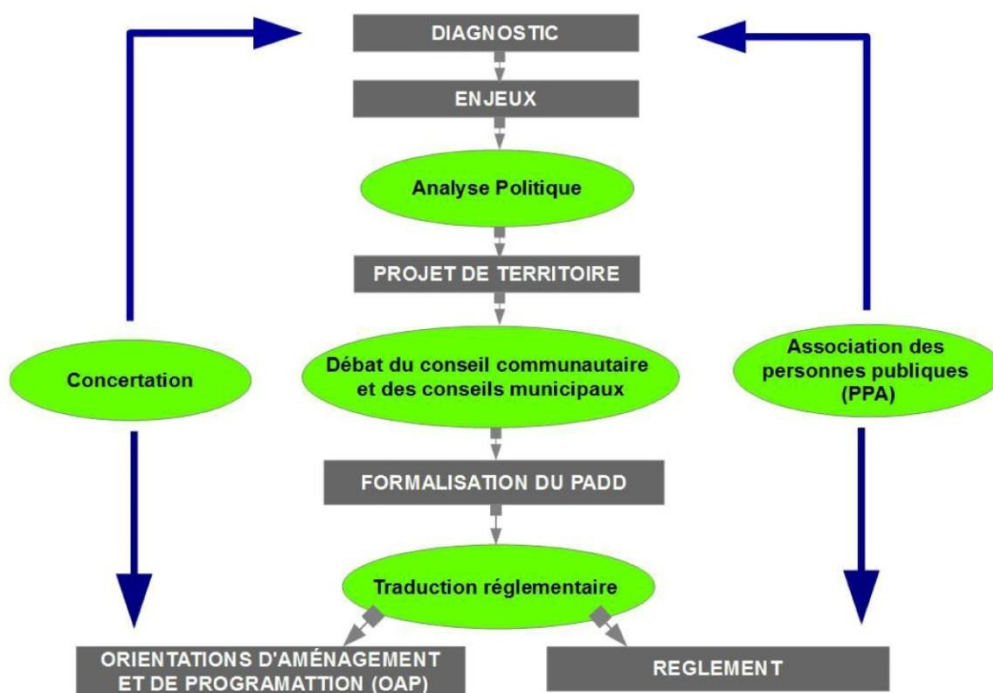 DIAGNOSTIC
ENJEUX
Analyse Politique
PROJET DE TERRITOIRE
Concertation
Débat du conseil communautaire
et des conseils municipaux
Association des
personnes publiques
(PPA)
FORMALISATION DU PADD
Traduction réglementaire
ORIENTATIONS D'AMÉNAGEMENT
ET DE PROGRAMATTION (OAP)
REGLEMENT